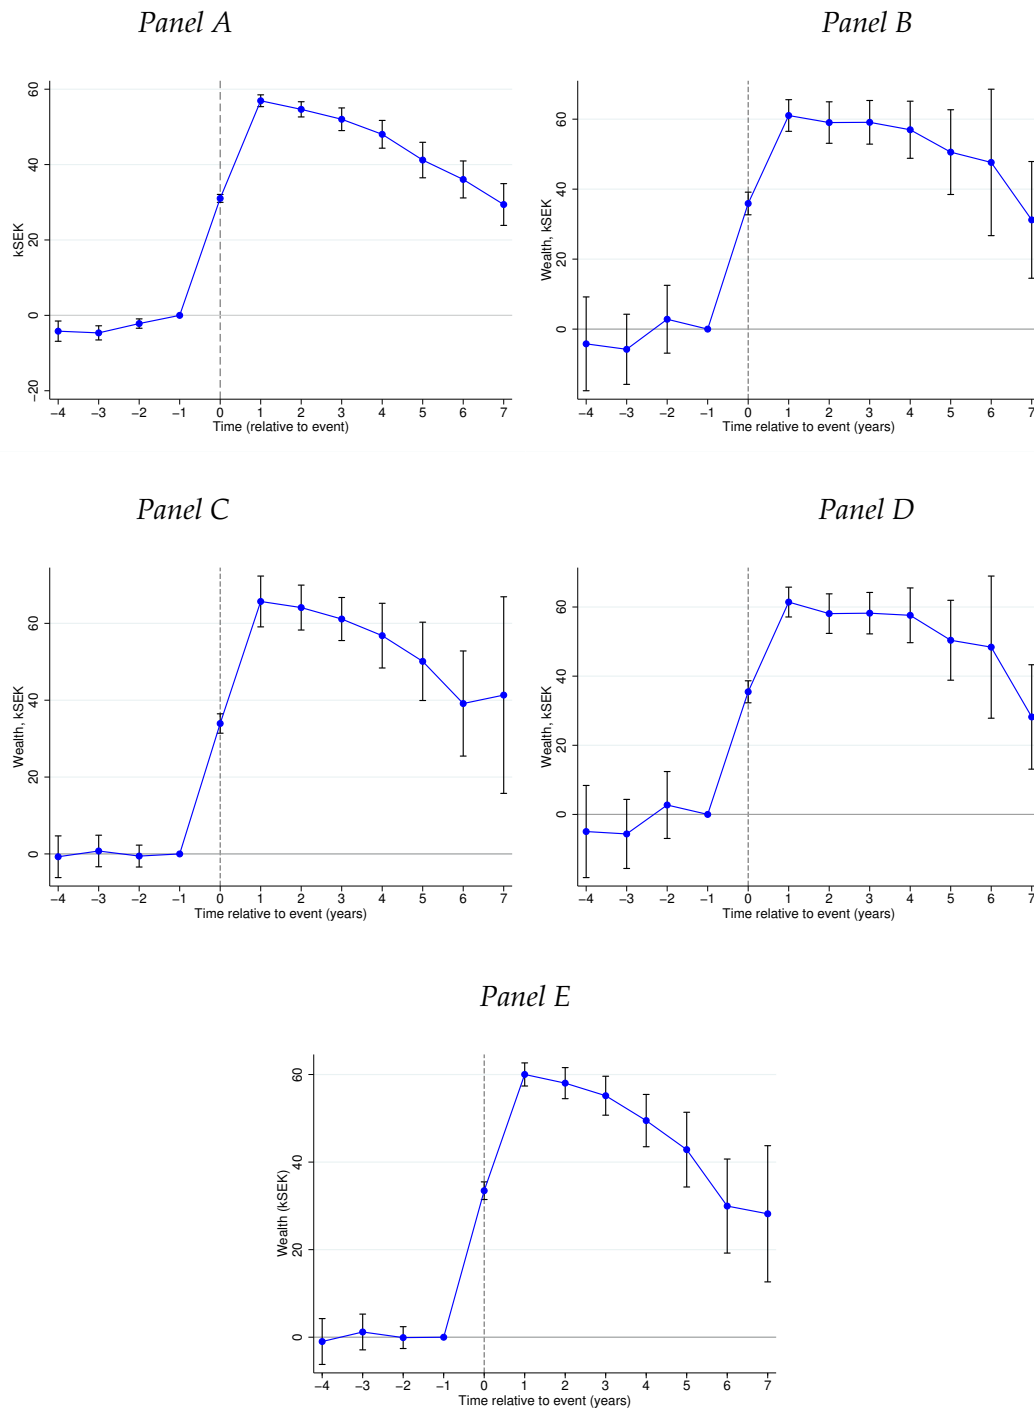 Panel A
kSEK
60
40
20
0
−20
−4 −3 −2 −1 0 1 2 3 4 5 6 7
Time (relative to event)
Panel B
Wealth, kSEK
60
40
20
0
−4 −3 −2 −1 0 1 2 3 4 5 6 7
Time relative to event (years)
Panel C
Wealth, kSEK
60
40
20
0
−4 −3 −2 −1 0 1 2 3 4 5 6 7
Time relative to event (years)
Panel D
Wealth, kSEK
60
40
20
0
−4 −3 −2 −1 0 1 2 3 4 5 6 7
Time relative to event (years)
Panel E
Wealth (kSEK)
60
40
20
0
−4 −3 −2 −1 0 1 2 3 4 5 6 7
Time relative to event (years)